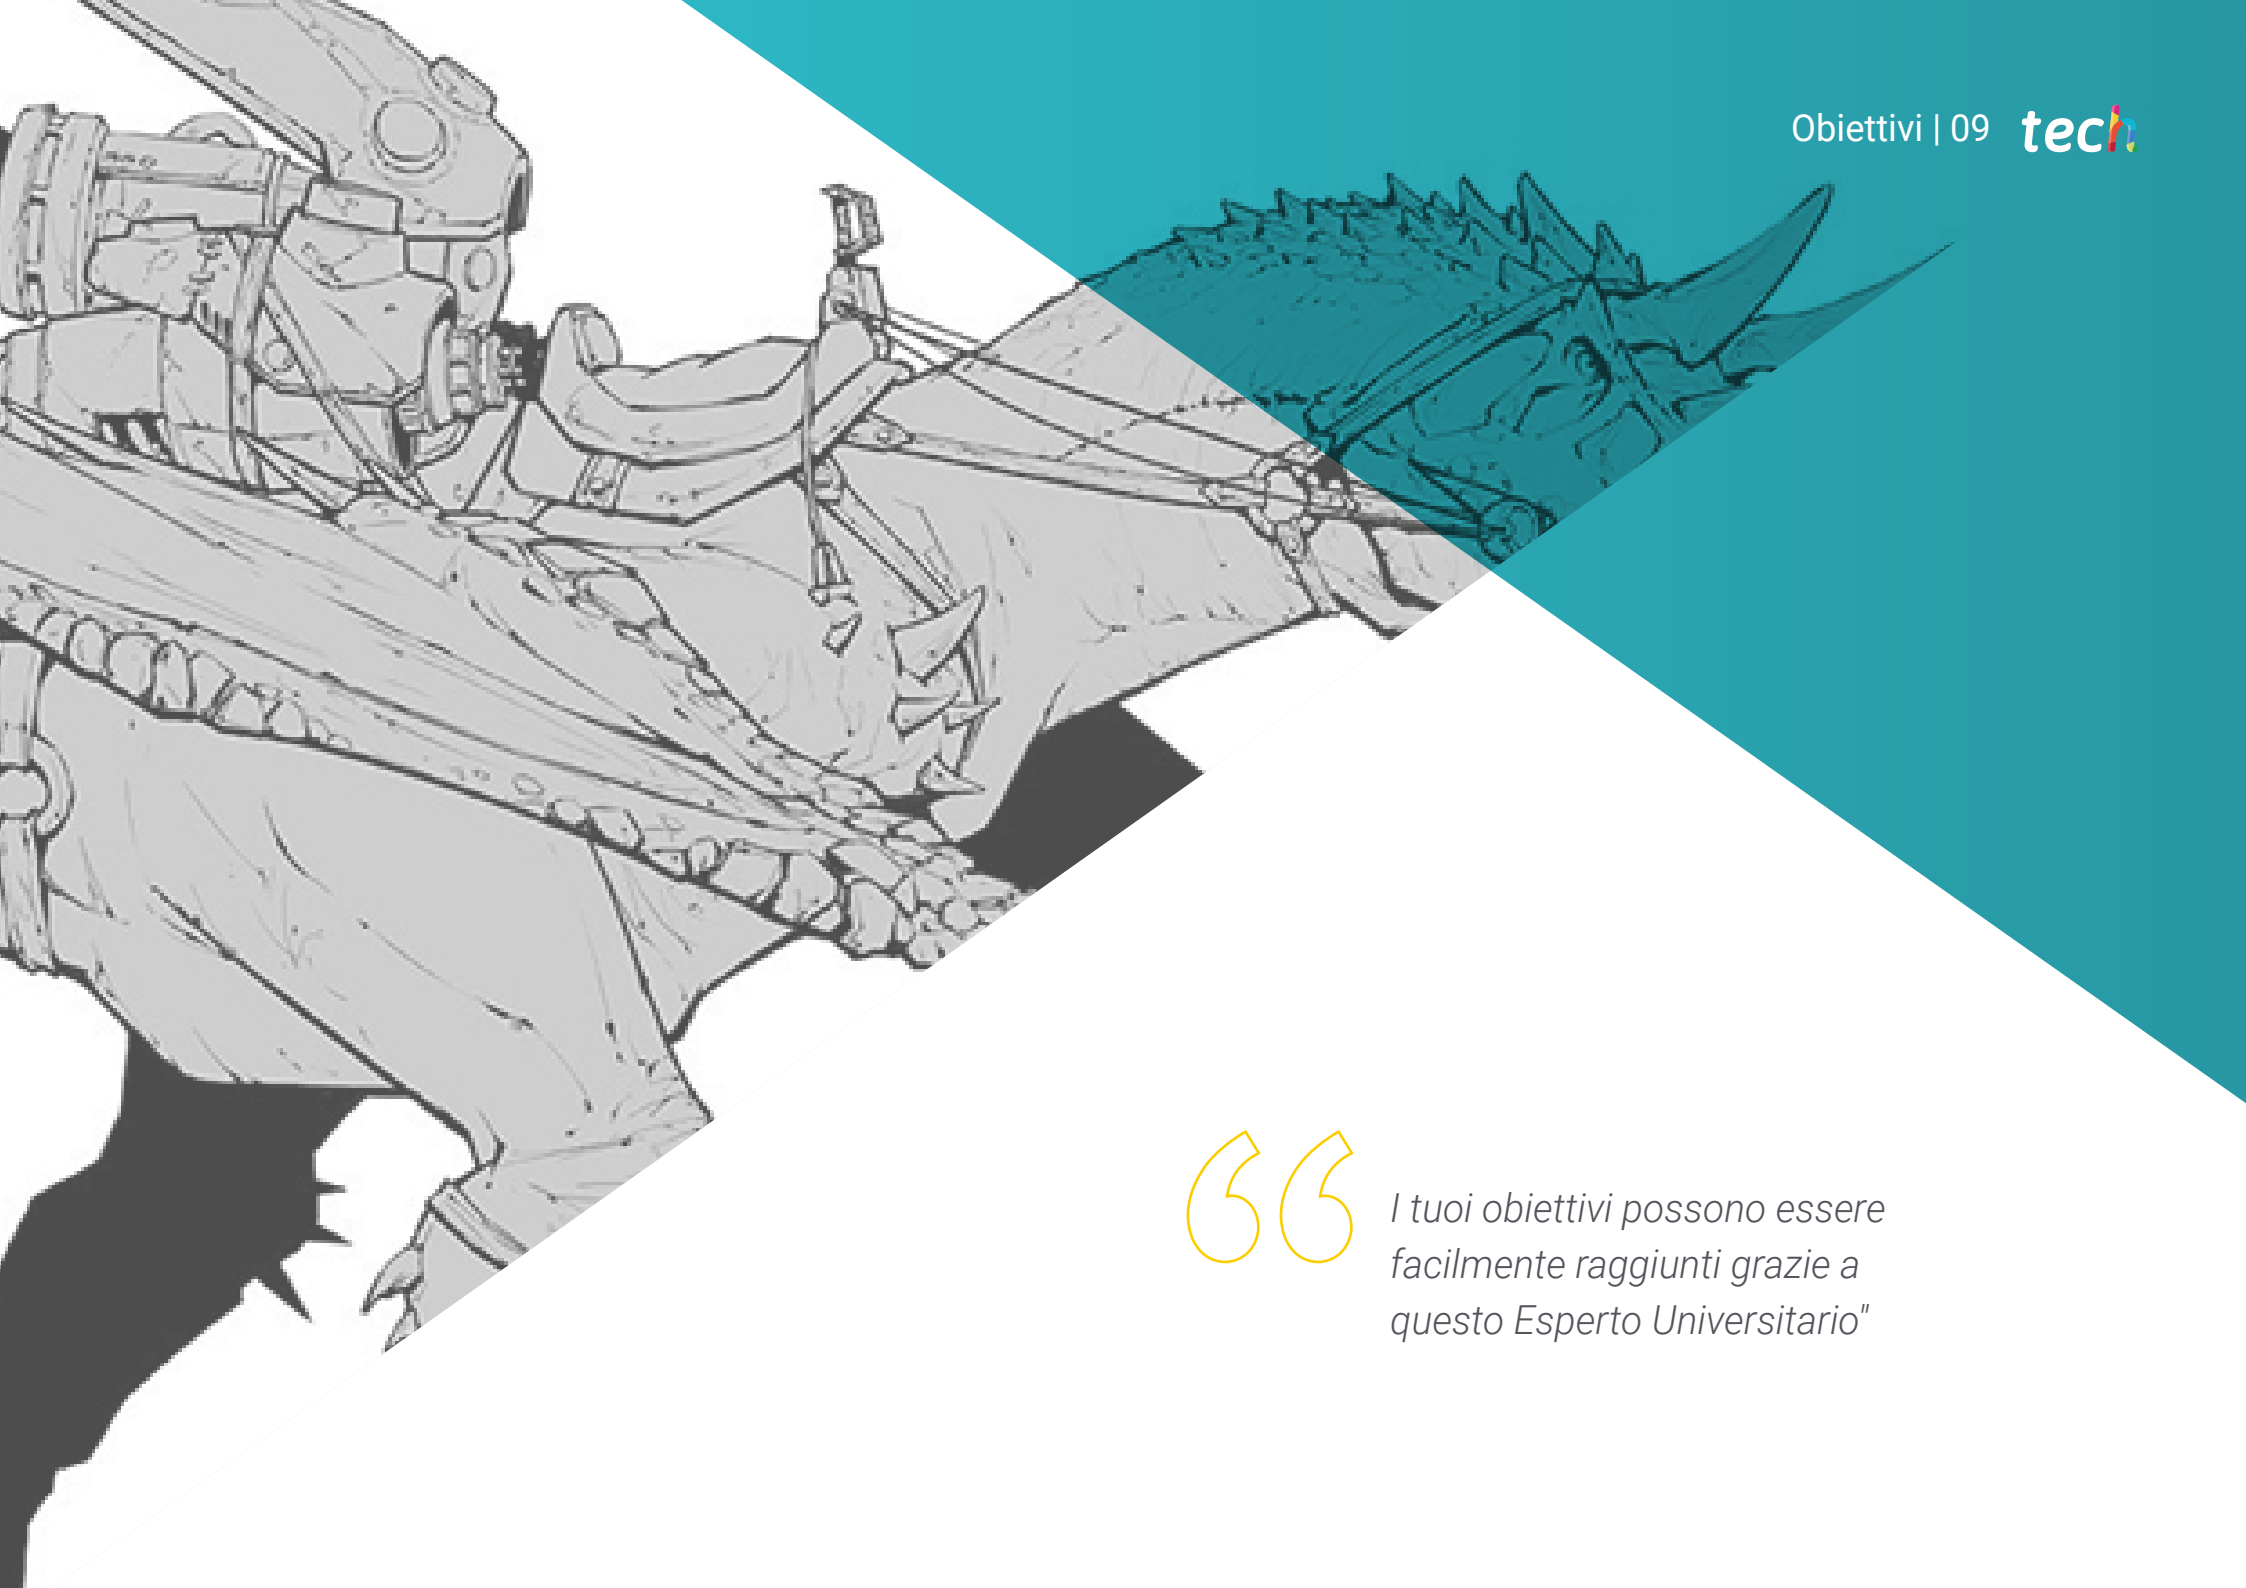 Obiettivi | 09 tech
“I tuoi obiettivi possono essere
facilmente raggiunti grazie a
questo Esperto Universitario"